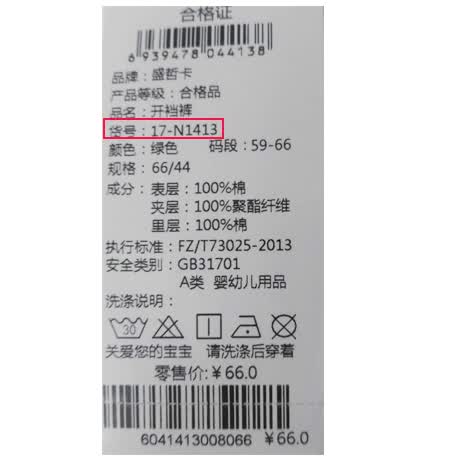 合格证
6 939478 044138
品牌：盛哲卡
产品等级：合格品
品名：开裆裤
货号：17-N1413
颜色：绿色 码段：59-66
规格：66/44
成分：表层：100%棉
夹层：100%聚酯纤维
里层：100%棉
执行标准：FZ/T73025-2013
安全类别：GB31701
A类 婴幼儿用品
洗涤说明：
30
关爱您的宝宝 请洗涤后穿着
零售价:￥66.0
6041413008066 ￥66.0